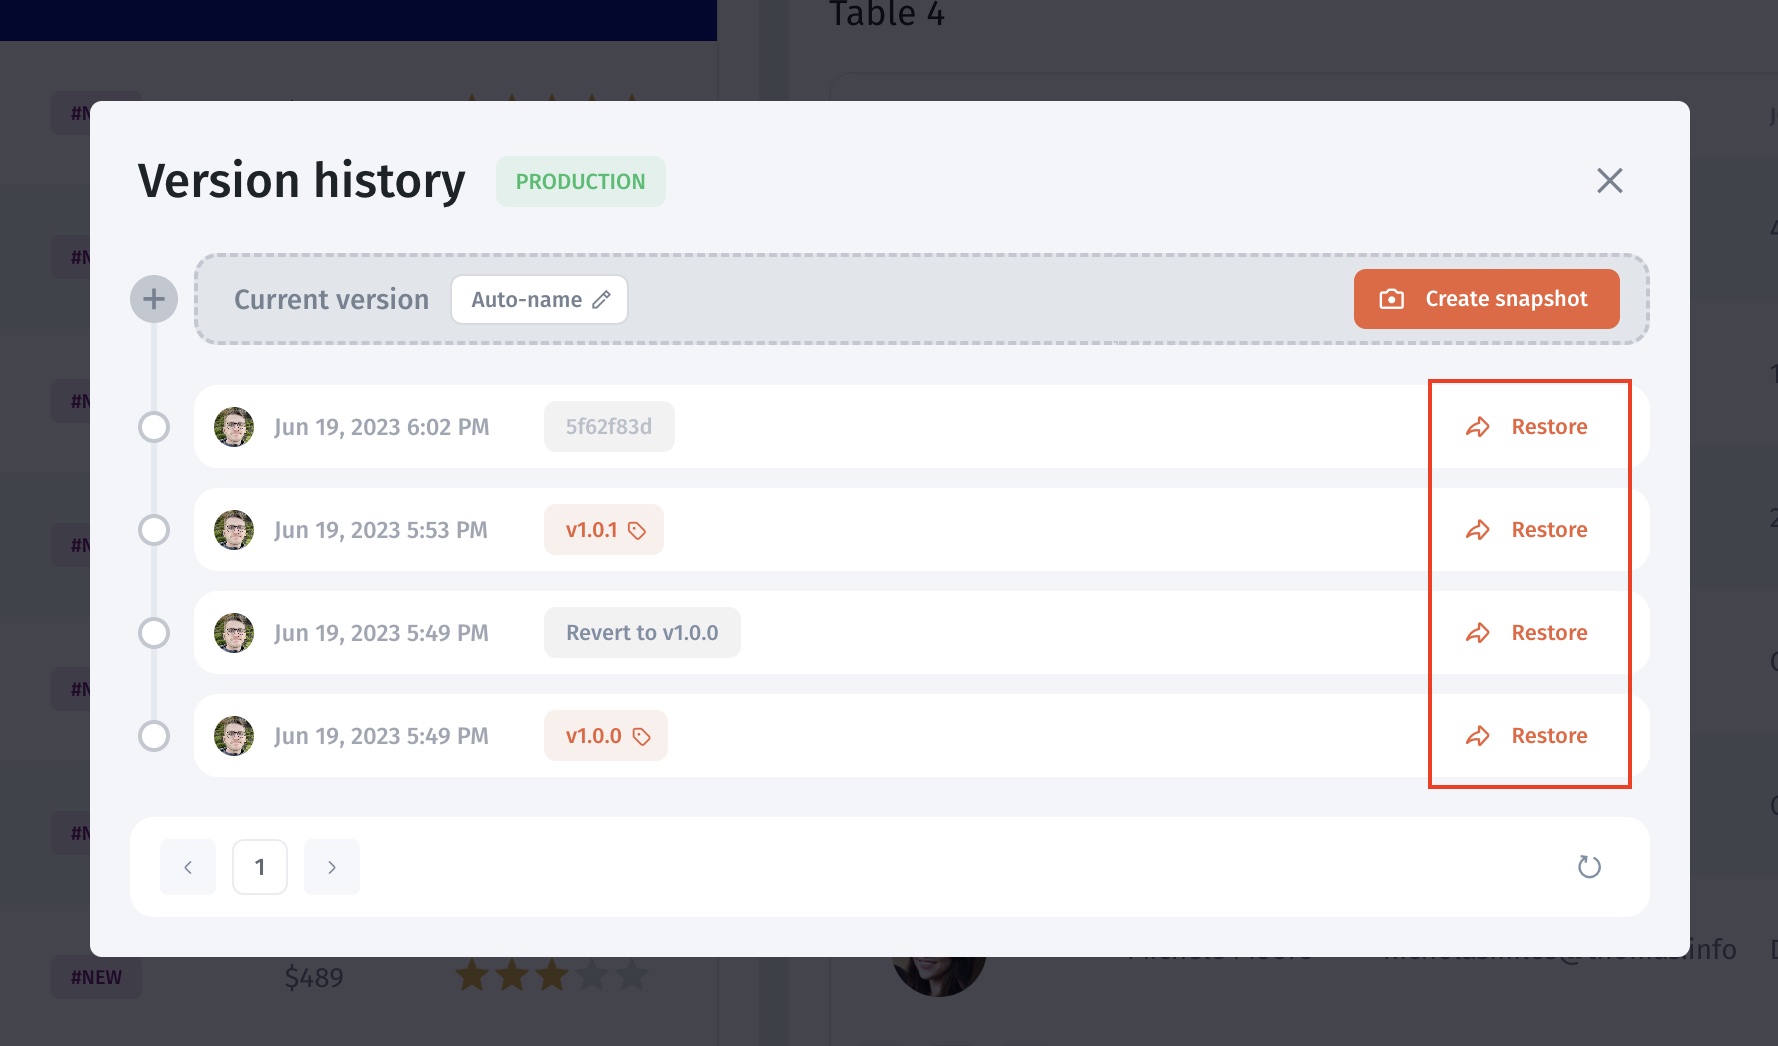 Table 4
Version history PRODUCTION
Current version Auto-name Create snapshot
Jun 19, 2023 6:02 PM 5f62f83d Restore
Jun 19, 2023 5:53 PM v1.0.1 Restore
Jun 19, 2023 5:49 PM Revert to v1.0.0 Restore
Jun 19, 2023 5:49 PM v1.0.0 Restore
1
#NEW $489